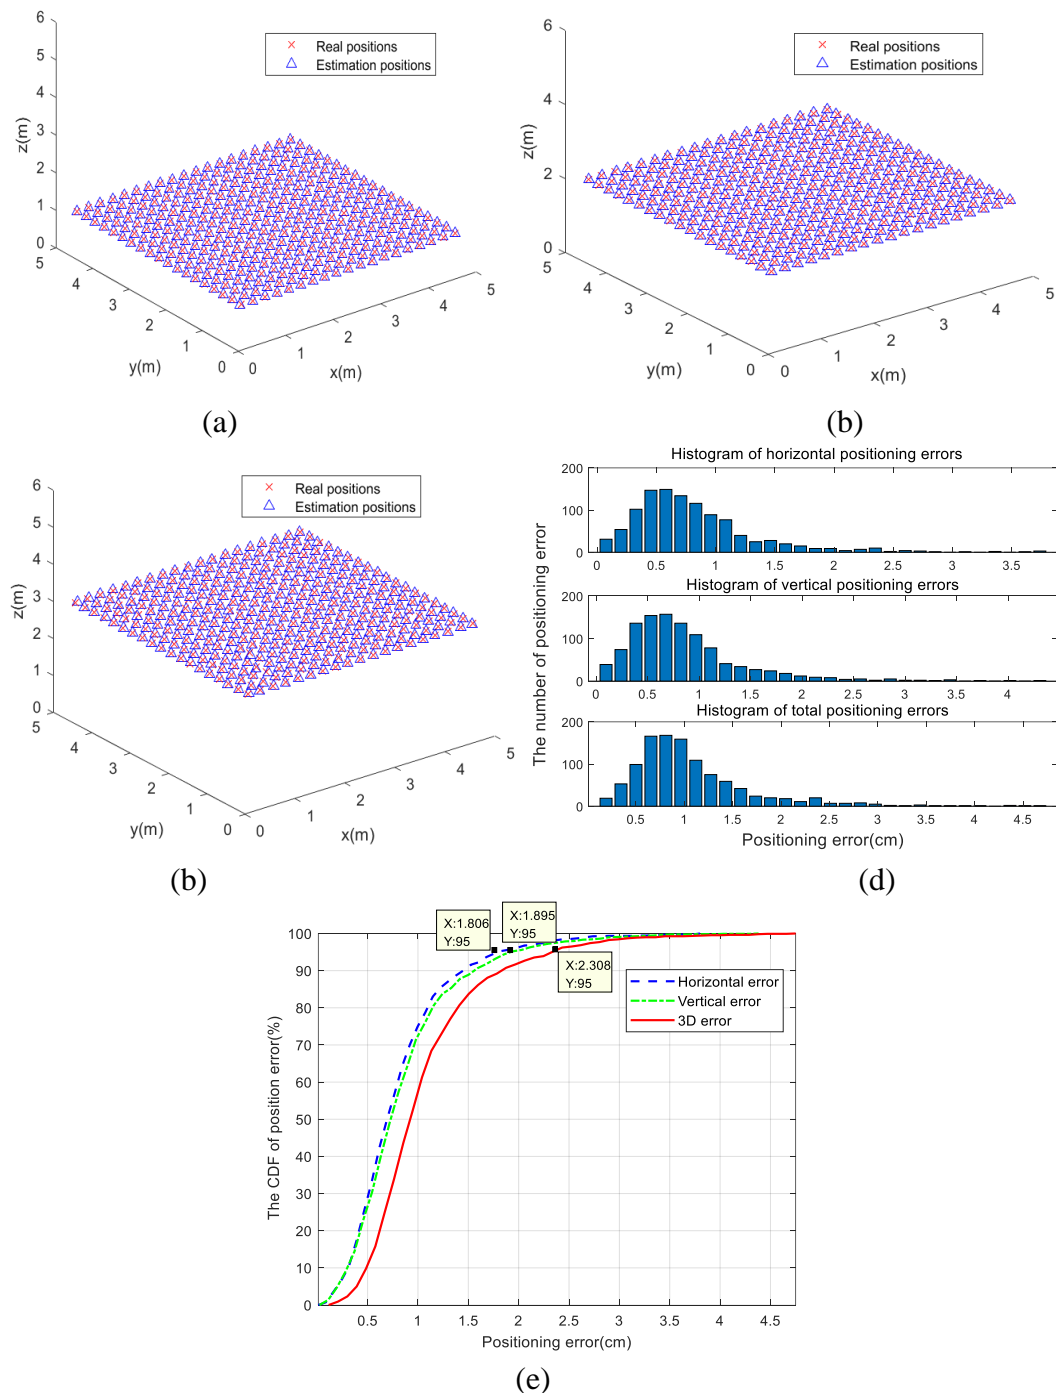 6
5
4
3
2
1
0
z(m)
Real positions
Estimation positions
5
4
3
2
1
0
y(m)
0
1
2
3
4
5
x(m)
(a)
6
4
2
0
z(m)
Real positions
Estimation positions
5
4
3
2
1
0
y(m)
0
1
2
3
4
5
x(m)
(b)
6
5
4
3
2
1
0
z(m)
Real positions
Estimation positions
5
4
3
2
1
0
y(m)
0
1
2
3
4
5
x(m)
(b)
Histogram of horizontal positioning errors
200
100
0
0 0.5 1 1.5 2 2.5 3 3.5
Histogram of vertical positioning errors
200
100
0
0 0.5 1 1.5 2 2.5 3 3.5 4
Histogram of total positioning errors
200
100
0
0.5 1 1.5 2 2.5 3 3.5 4 4.5
The number of positioning error
Positioning error(cm)
(d)
X:1.806
Y:95
X:1.895
Y:95
X:2.308
Y:95
Horizontal error
Vertical error
3D error
100
90
80
70
60
50
40
30
20
10
0
The CDF of position error(%)
0.5 1 1.5 2 2.5 3 3.5 4 4.5
Positioning error(cm)
(e)